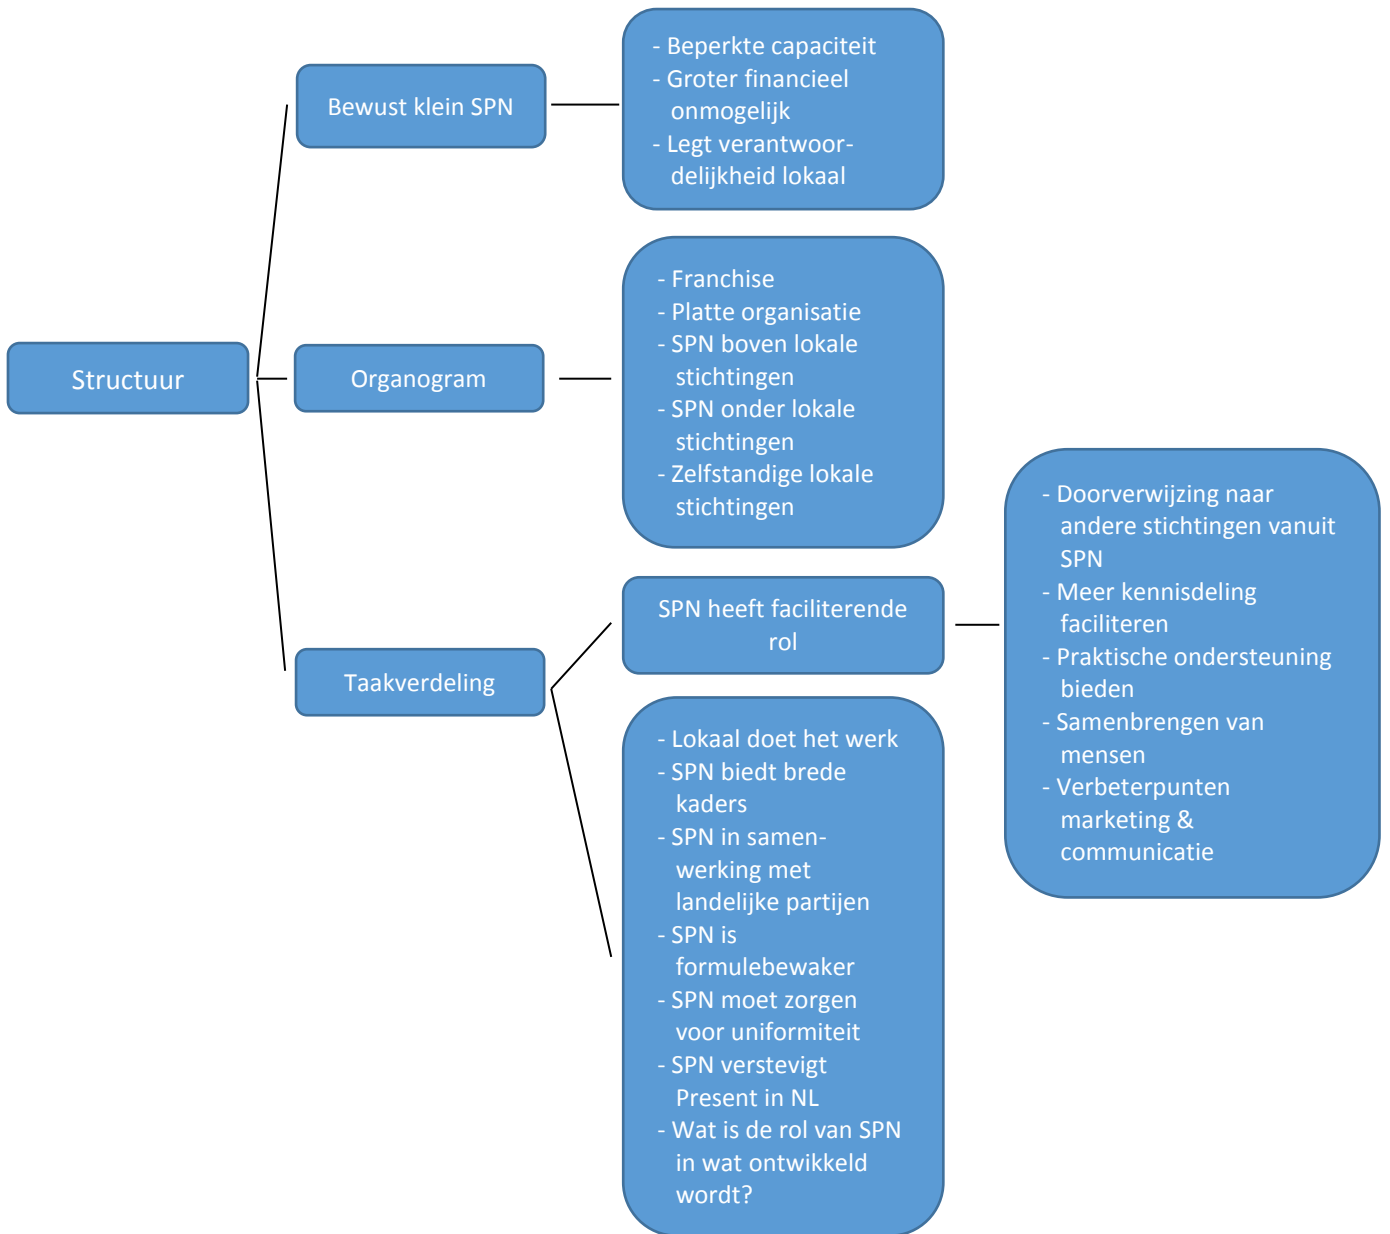 Structuur
Bewust klein SPN
- Beperkte capaciteit
- Groter financieel
onmogelijk
- Legt verantwoor-
delijkheid lokaal
Organogram
- Franchise
- Platte organisatie
- SPN boven lokale
stichtingen
- SPN onder lokale
stichtingen
- Zelfstandige lokale
stichtingen
Taakverdeling
SPN heeft faciliterende
rol
- Doorverwijzing naar
andere stichtingen vanuit
SPN
- Meer kennisdeling
faciliteren
- Praktische ondersteuning
bieden
- Samenbrengen van
mensen
- Verbeterpunten
marketing &
communicatie
- Lokaal doet het werk
- SPN biedt brede
kaders
- SPN in samen-
werking met
landelijke partijen
- SPN is
formulebewaker
- SPN moet zorgen
voor uniformiteit
- SPN verstevigt
Present in NL
- Wat is de rol van SPN
in wat ontwikkeld
wordt?